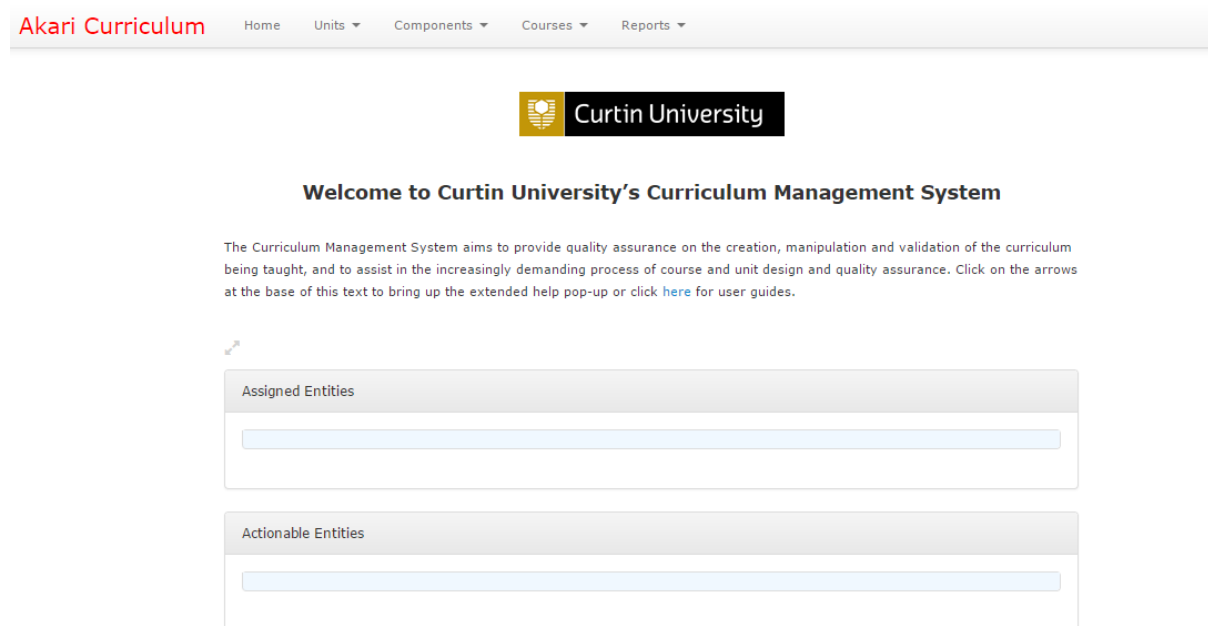 Akari Curriculum Home Units Components Courses Reports
Curtin University
Welcome to Curtin University’s Curriculum Management System
The Curriculum Management System aims to provide quality assurance on the creation, manipulation and validation of the curriculum
being taught, and to assist in the increasingly demanding process of course and unit design and quality assurance. Click on the arrows
at the base of this text to bring up the extended help pop-up or click here for user guides.
Assigned Entities
Actionable Entities